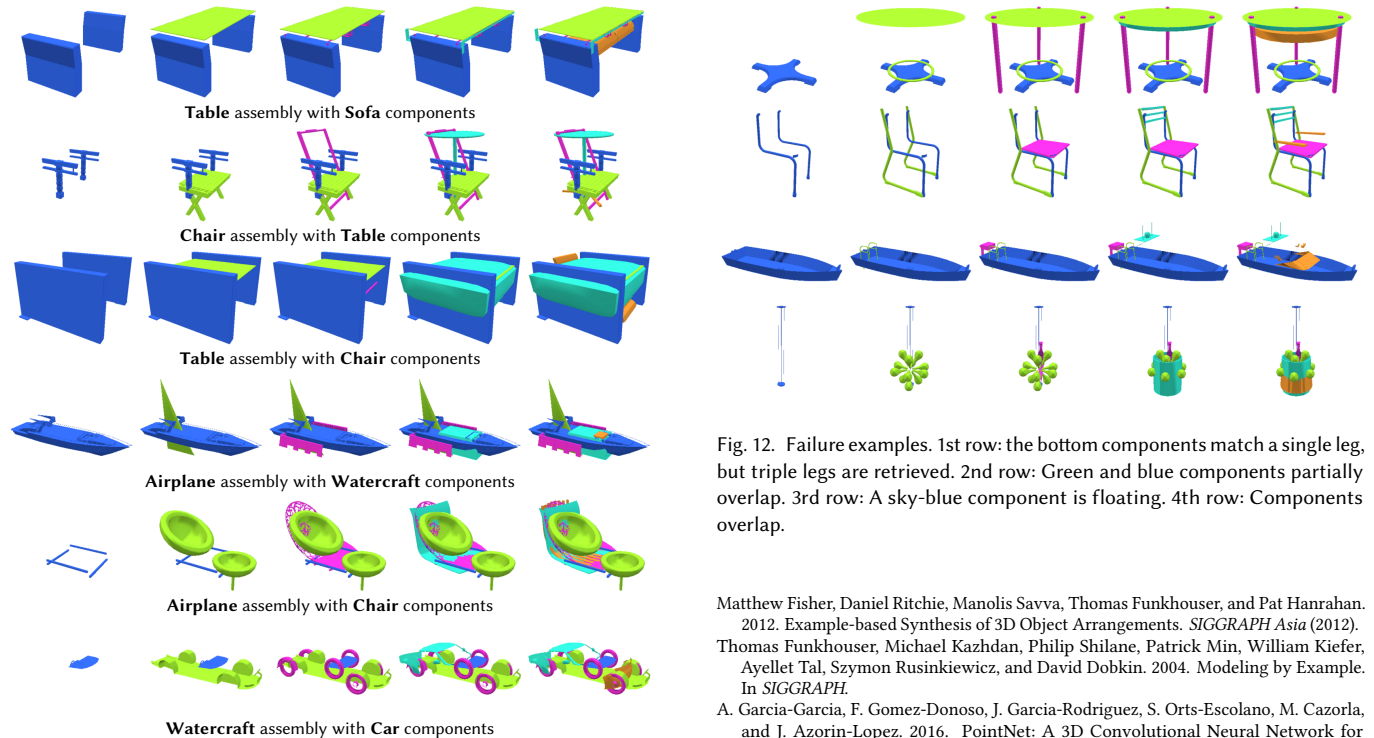 Table assembly with Sofa components
Chair assembly with Table components
Table assembly with Chair components
Airplane assembly with Watercraft components
Airplane assembly with Chair components
Watercraft assembly with Car components
Fig. 12. Failure examples. 1st row: the bottom components match a single leg,
but triple legs are retrieved. 2nd row: Green and blue components partially
overlap. 3rd row: A sky-blue component is floating. 4th row: Components
overlap.
Matthew Fisher, Daniel Ritchie, Manolis Savva, Thomas Funkhouser, and Pat Hanrahan.
2012. Example-based Synthesis of 3D Object Arrangements. SIGGRAPH Asia (2012).
Thomas Funkhouser, Michael Kazhdan, Philip Shilane, Patrick Min, William Kiefer,
Ayellet Tal, Szymon Rusinkiewicz, and David Dobkin. 2004. Modeling by Example.
In SIGGRAPH.
A. Garcia-Garcia, F. Gomez-Donoso, J. Garcia-Rodriguez, S. Orts-Escolano, M. Cazorla,
and J. Azorin-Lopez. 2016. PointNet: A 3D Convolutional Neural Network for